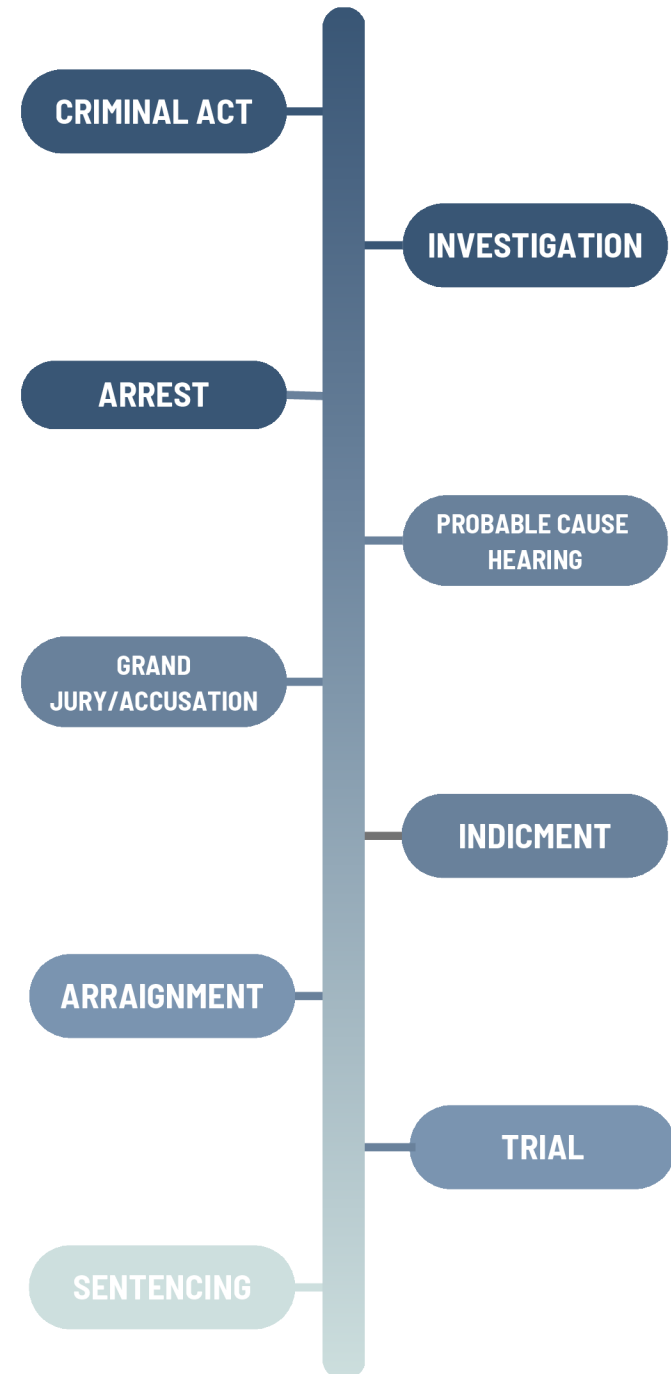 CRIMINAL ACT
INVESTIGATION
ARREST
PROBABLE CAUSE
HEARING
GRAND
JURY/ACCUSATION
INDICMENT
ARRAIGNMENT
TRIAL
SENTENCING